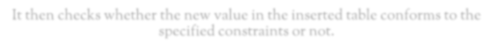 It then checks whether the new value in the inserted table conforms to the
specified constraints or not.